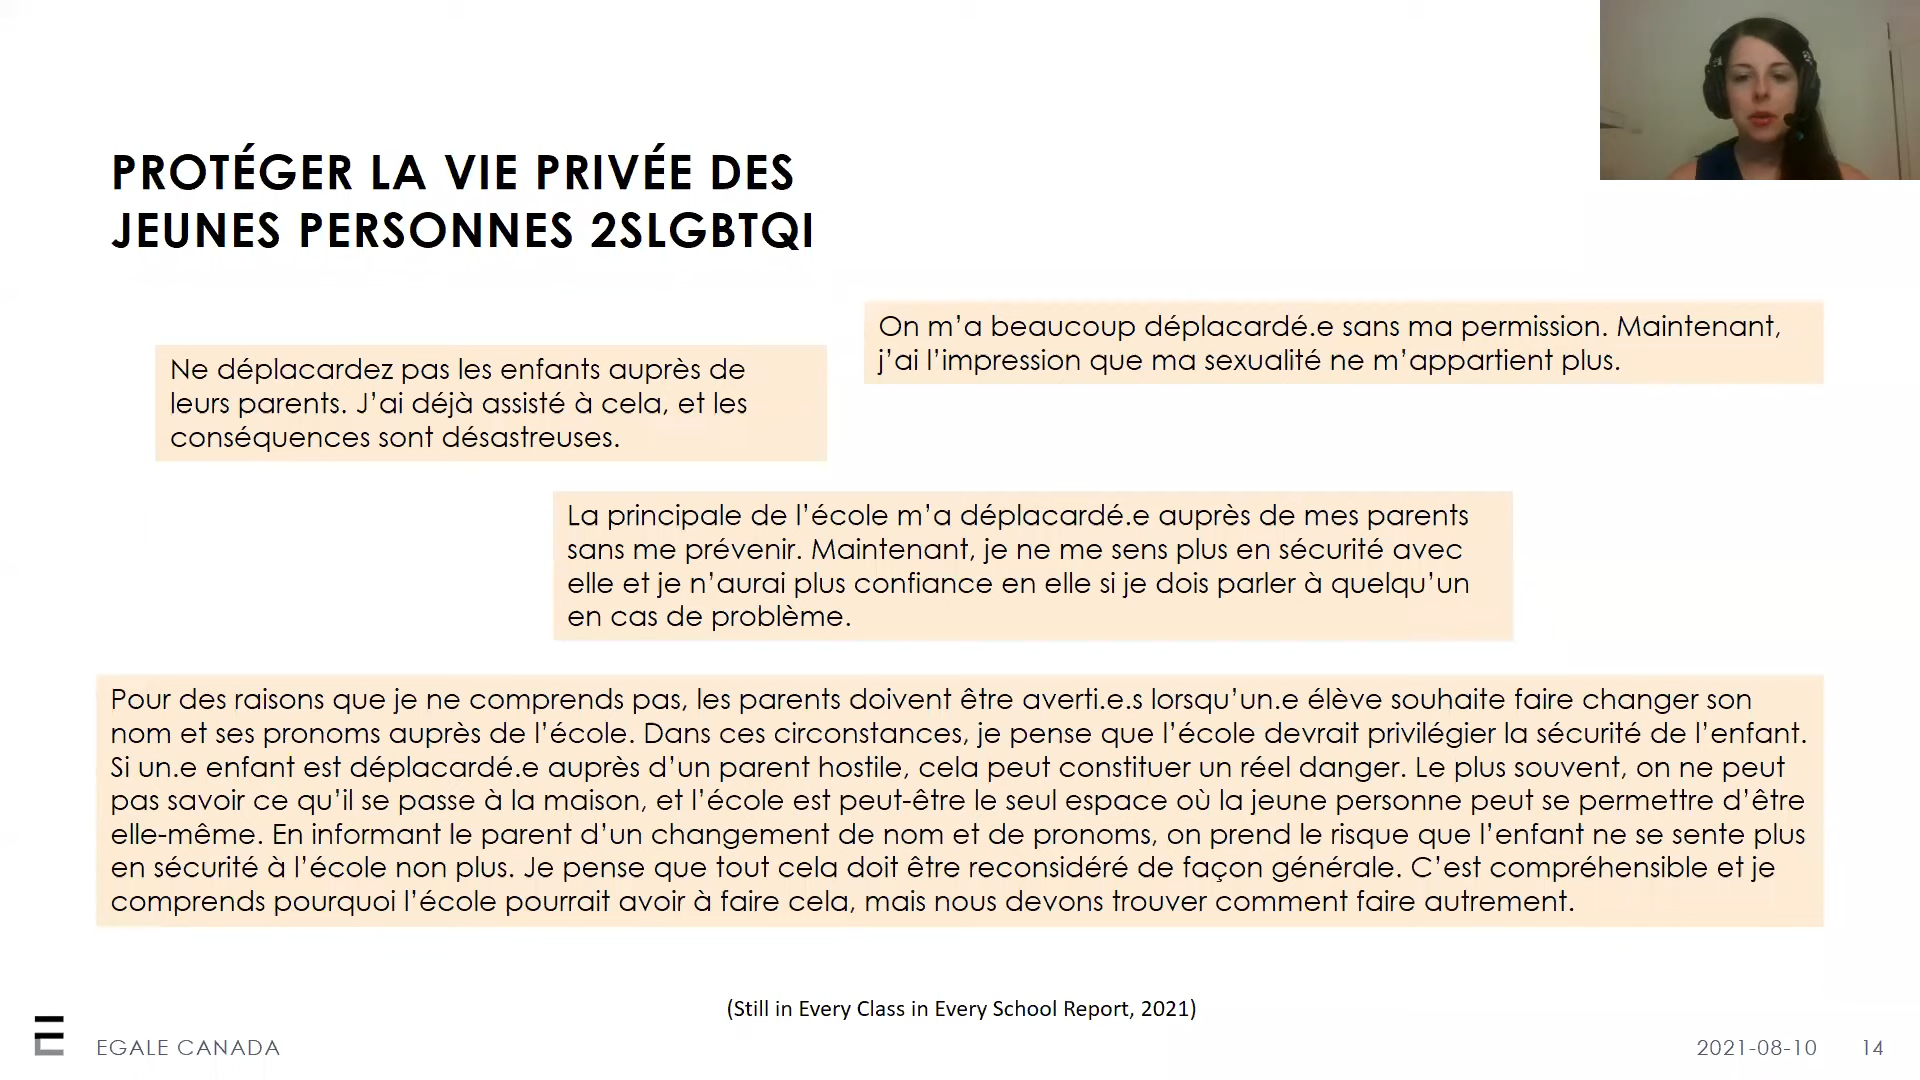 PROTÉGER LA VIE PRIVÉE DES
JEUNES PERSONNES 2SLGBTQI
On m’a beaucoup déplacardé.e sans ma permission. Maintenant,
j’ai l’impression que ma sexualité ne m’appartient plus.
Ne déplacardez pas les enfants auprès de
leurs parents. J’ai déjà assisté à cela, et les
conséquences sont désastreuses.
La principale de l’école m’a déplacardé.e auprès de mes parents
sans me prévenir. Maintenant, je ne me sens plus en sécurité avec
elle et je n’aurai plus confiance en elle si je dois parler à quelqu’un
en cas de problème.
Pour des raisons que je ne comprends pas, les parents doivent être averti.e.s lorsqu’un.e élève souhaite faire changer son
nom et ses pronoms auprès de l’école. Dans ces circonstances, je pense que l’école devrait privilégier la sécurité de l’enfant.
Si un.e enfant est déplacardé.e auprès d’un parent hostile, cela peut constituer un réel danger. Le plus souvent, on ne peut
pas savoir ce qu’il se passe à la maison, et l’école est peut-être le seul espace où la jeune personne peut se permettre d’être
elle-même. En informant le parent d’un changement de nom et de pronoms, on prend le risque que l’enfant ne se sente plus
en sécurité à l’école non plus. Je pense que tout cela doit être reconsidéré de façon générale. C’est compréhensible et je
comprends pourquoi l’école pourrait avoir à faire cela, mais nous devons trouver comment faire autrement.
(Still in Every Class in Every School Report, 2021)
EGALE CANADA
2021-08-10 14